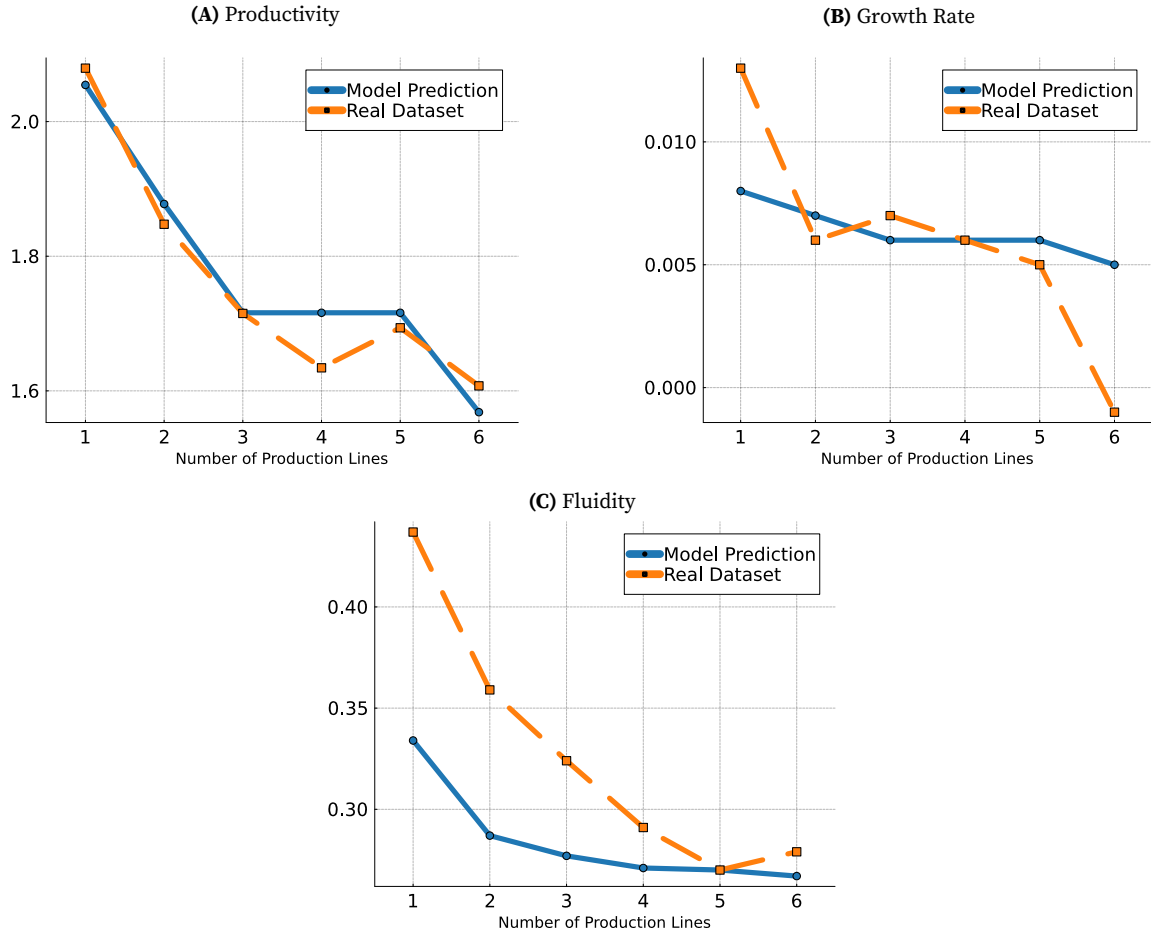 (A) Productivity
Model Prediction
Real Dataset
2.0
1.8
1.6
1 2 3 4 5 6
Number of Production Lines
(B) Growth Rate
Model Prediction
Real Dataset
0.010
0.005
0.000
1 2 3 4 5 6
Number of Production Lines
(C) Fluidity
Model Prediction
Real Dataset
0.40
0.35
0.30
1 2 3 4 5 6
Number of Production Lines